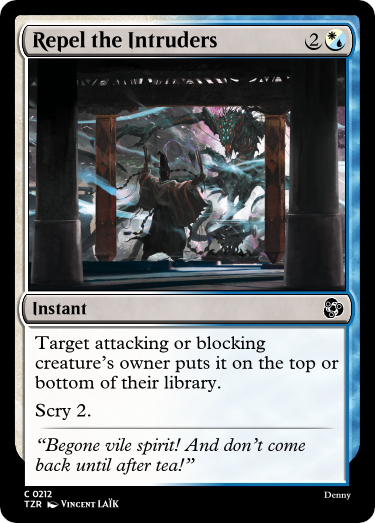 Repel the Intruders 2
Instant
Target attacking or blocking
creature's owner puts it on the top or
bottom of their library.
Scry 2.
"Begone vile spirit! And don't come
back until after tea!"
C 0212
TZR Vincent Laïk
Denny